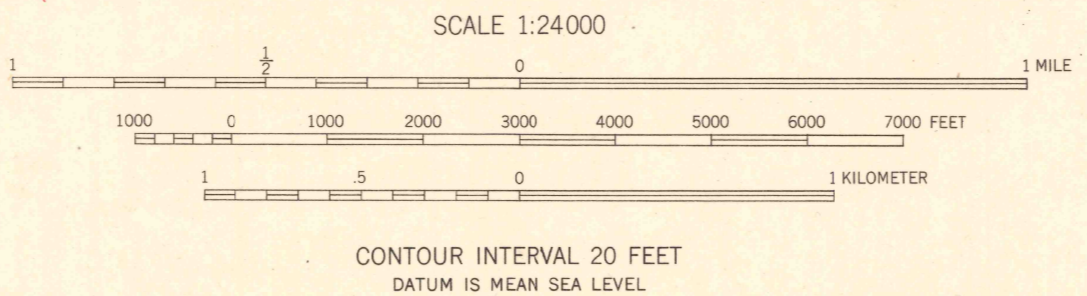 SCALE 1:24000
1 ½ 0 1 MILE
1000 0 1000 2000 3000 4000 5000 6000 7000 FEET
1 .5 0 1 KILOMETER
CONTOUR INTERVAL 20 FEET
DATUM IS MEAN SEA LEVEL